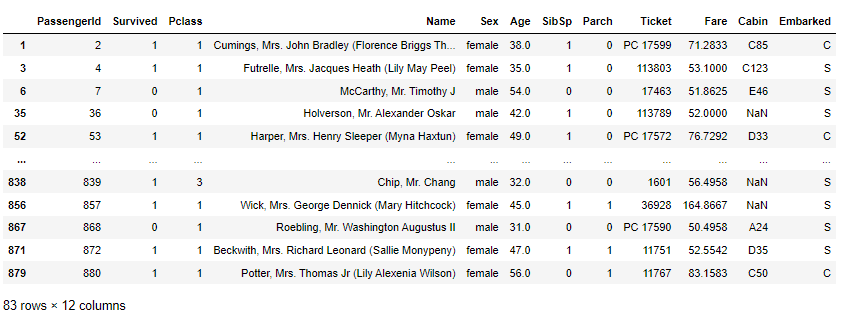 PassengerId Survived Pclass Name Sex Age SibSp Parch Ticket Fare Cabin Embarked
1 2 1 1 Cumings, Mrs. John Bradley (Florence Briggs Th... female 38.0 1 0 PC 17599 71.2833 C85 C
3 4 1 1 Futrelle, Mrs. Jacques Heath (Lily May Peel) female 35.0 1 0 113803 53.1000 C123 S
6 7 0 1 McCarthy, Mr. Timothy J male 54.0 0 0 17463 51.8625 E46 S
35 36 0 1 Holverson, Mr. Alexander Oskar male 42.0 1 0 113789 52.0000 NaN S
52 53 1 1 Harper, Mrs. Henry Sleeper (Myna Haxtun) female 49.0 1 0 PC 17572 76.7292 D33 C
... ... ... ... ... ... ... ... ... ... ... ... ...
838 839 1 3 Chip, Mr. Chang male 32.0 0 0 1601 56.4958 NaN S
856 857 1 1 Wick, Mrs. George Dennick (Mary Hitchcock) female 45.0 1 1 36928 164.8667 NaN S
867 868 0 1 Roebling, Mr. Washington Augustus II male 31.0 0 0 PC 17590 50.4958 A24 S
871 872 1 1 Beckwith, Mrs. Richard Leonard (Sallie Monypeny) female 47.0 1 1 11751 52.5542 D35 S
879 880 1 1 Potter, Mrs. Thomas Jr (Lily Alexenia Wilson) female 56.0 0 1 11767 83.1583 C50 C
83 rows × 12 columns